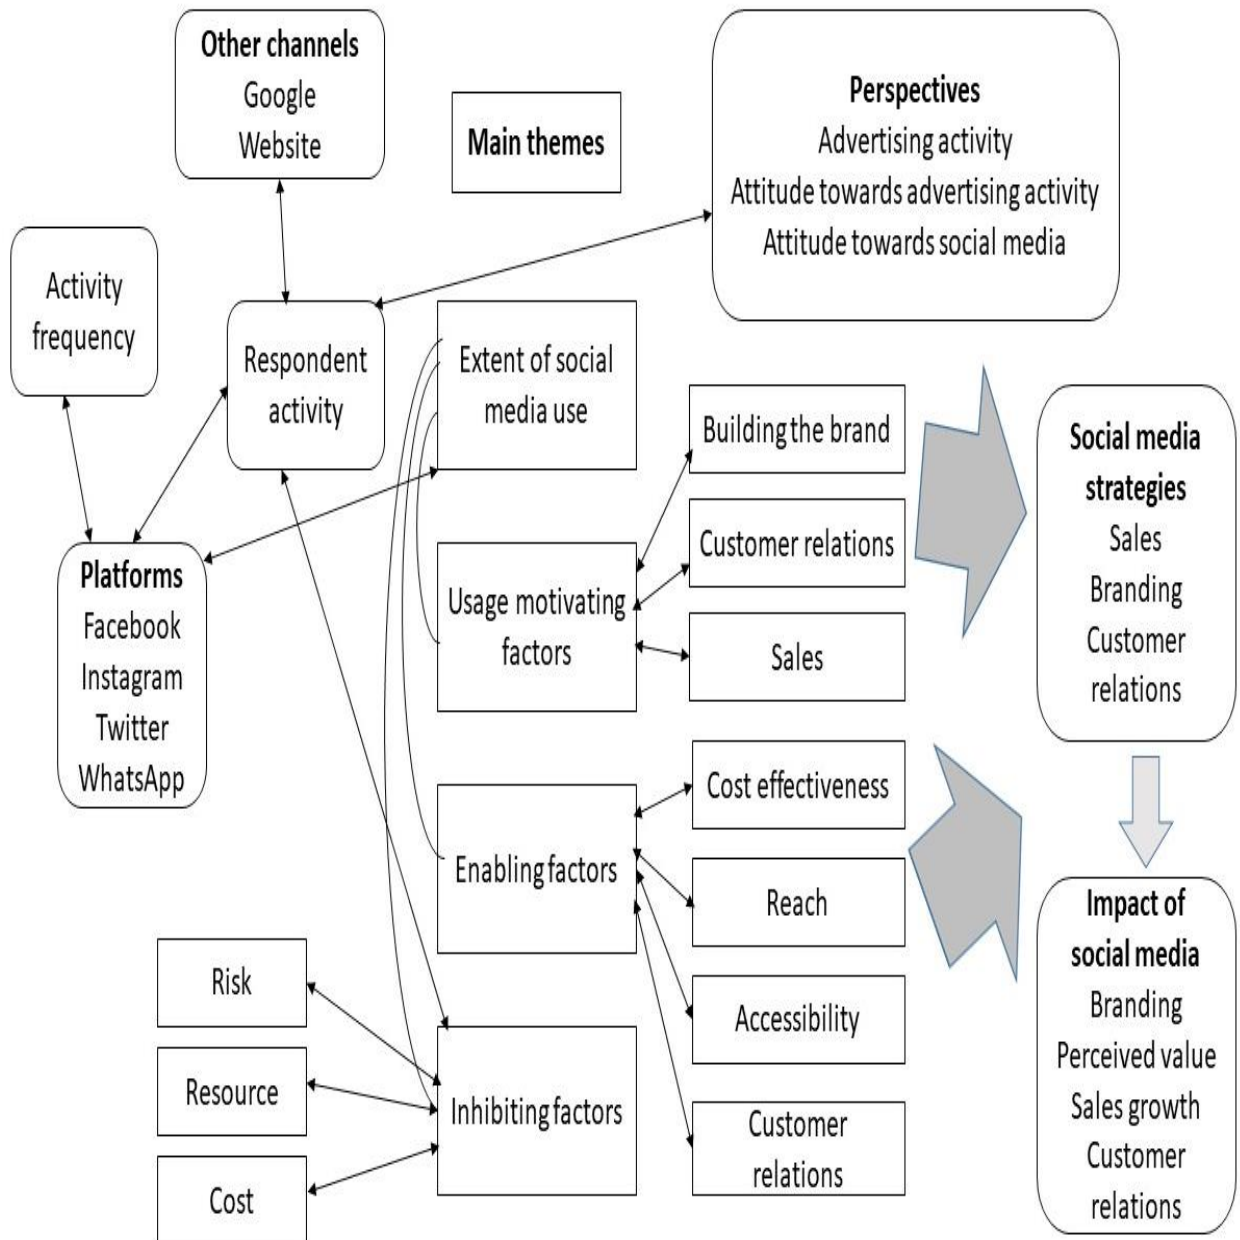 Other channels
Google
Website
Main themes
Perspectives
Advertising activity
Attitude towards advertising activity
Attitude towards social media
Activity
frequency
Respondent
activity
Extent of social
media use
Building the brand
Customer relations
Sales
Social media
strategies
Sales
Branding
Customer
relations
Platforms
Facebook
Instagram
Twitter
WhatsApp
Usage motivating
factors
Cost effectiveness
Reach
Accessibility
Customer
relations
Enabling factors
Risk
Resource
Cost
Inhibiting factors
Impact of
social media
Branding
Perceived value
Sales growth
Customer
relations